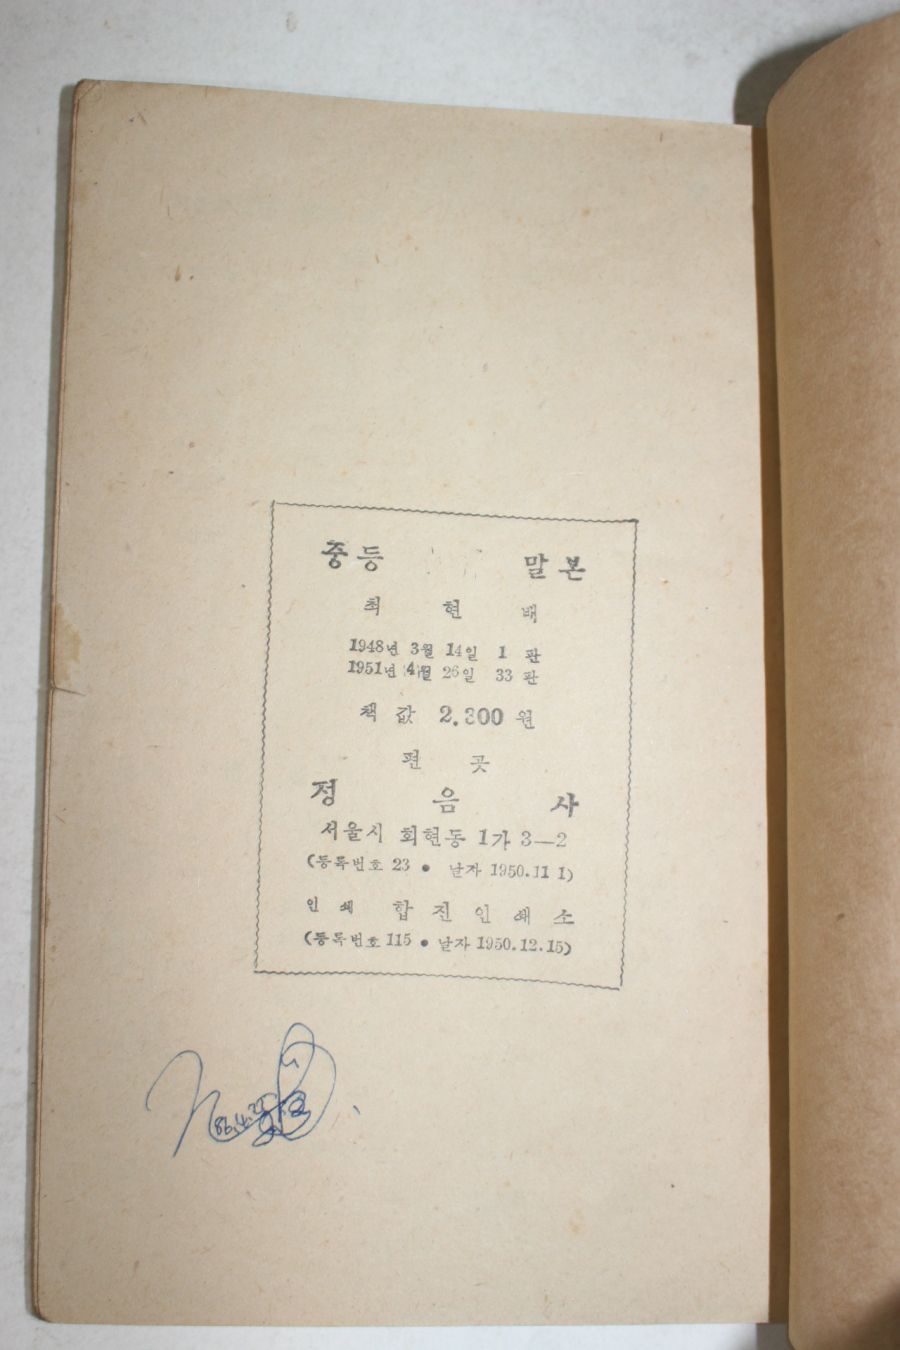 중등 말본
최 현 배
1948년 3월 14일 1 판
1951년 4월 26일 33 판
책 값 2.300 원
편 곳
정 음 사
서울시 회현동 1가 3—2
(등록번호 23 • 날자 1950.11 1)
인 쇄 합 진 인 쇄 소
(등록번호 115 • 날자 1950.12.15)